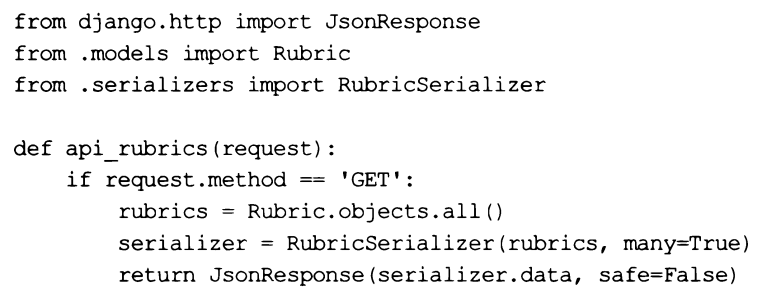 from django.http import JsonResponse
from .models import Rubric
from .serializers import RubricSerializer

def api_rubrics(request):
    if request.method == 'GET':
        rubrics = Rubric.objects.all()
        serializer = RubricSerializer(rubrics, many=True)
        return JsonResponse(serializer.data, safe=False)